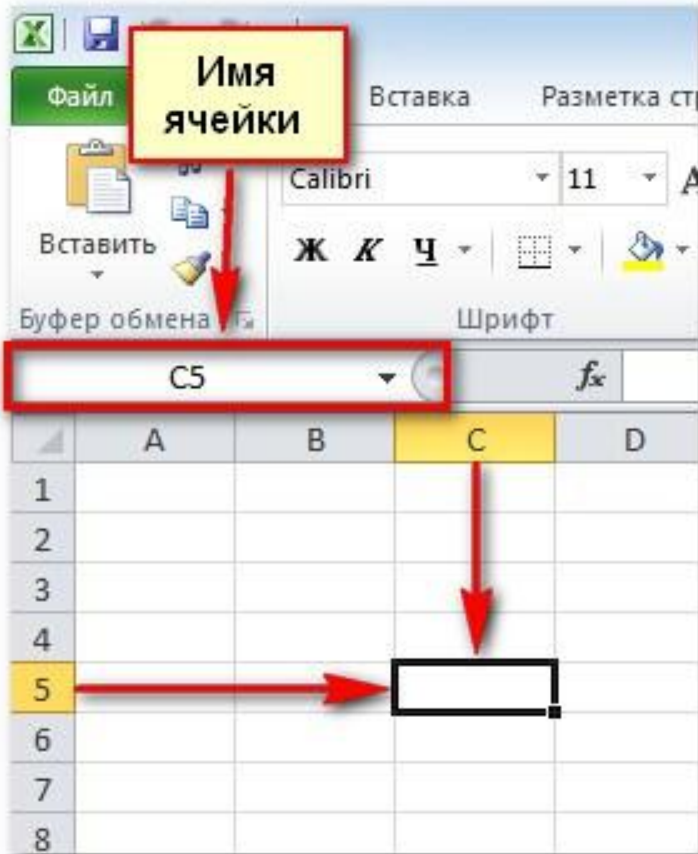 Имя
ячейки
Файл Вставка Разметка стр
Calibri 11 А
Вставить Ж К Ч
Буфер обмена Шрифт
C5 fx
A B C D
1
2
3
4
5
6
7
8